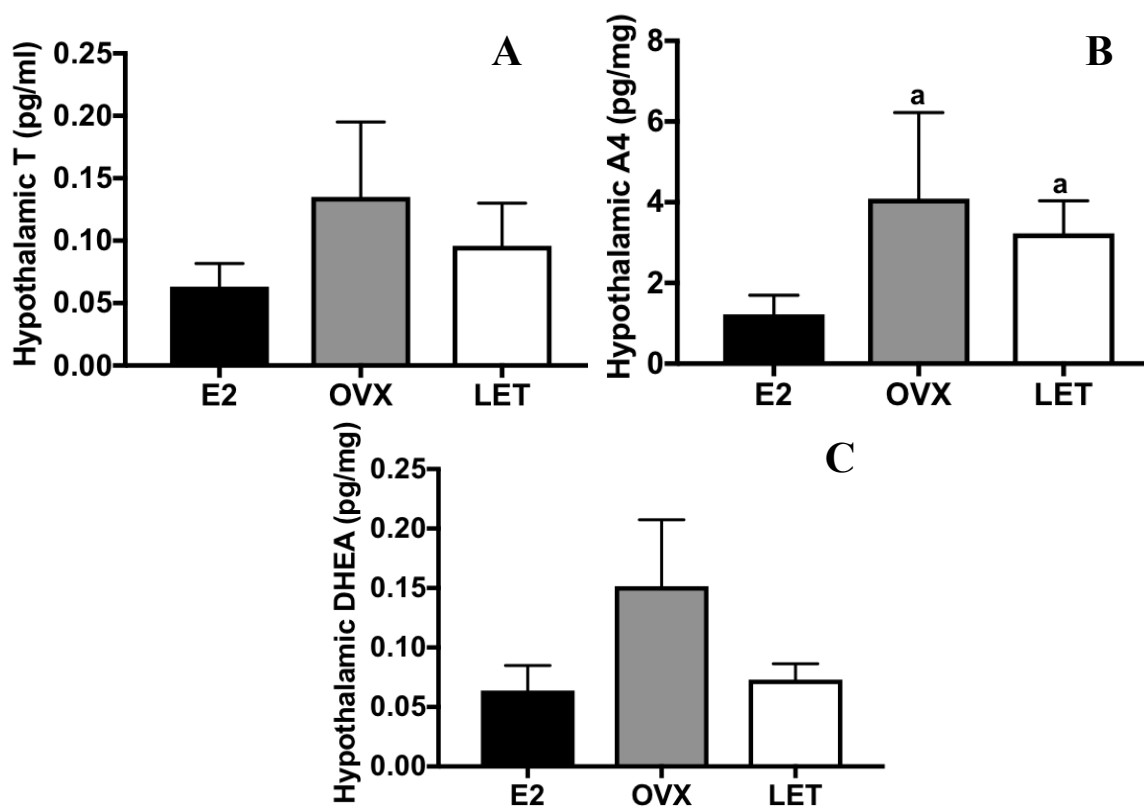 A
Hypothalamic T (pg/ml)
0.25
0.20
0.15
0.10
0.05
0.00
E2 OVX LET
B
Hypothalamic A4 (pg/mg)
8
6
4
2
0
a
a
E2 OVX LET
C
Hypothalamic DHEA (pg/mg)
0.25
0.20
0.15
0.10
0.05
0.00
E2 OVX LET